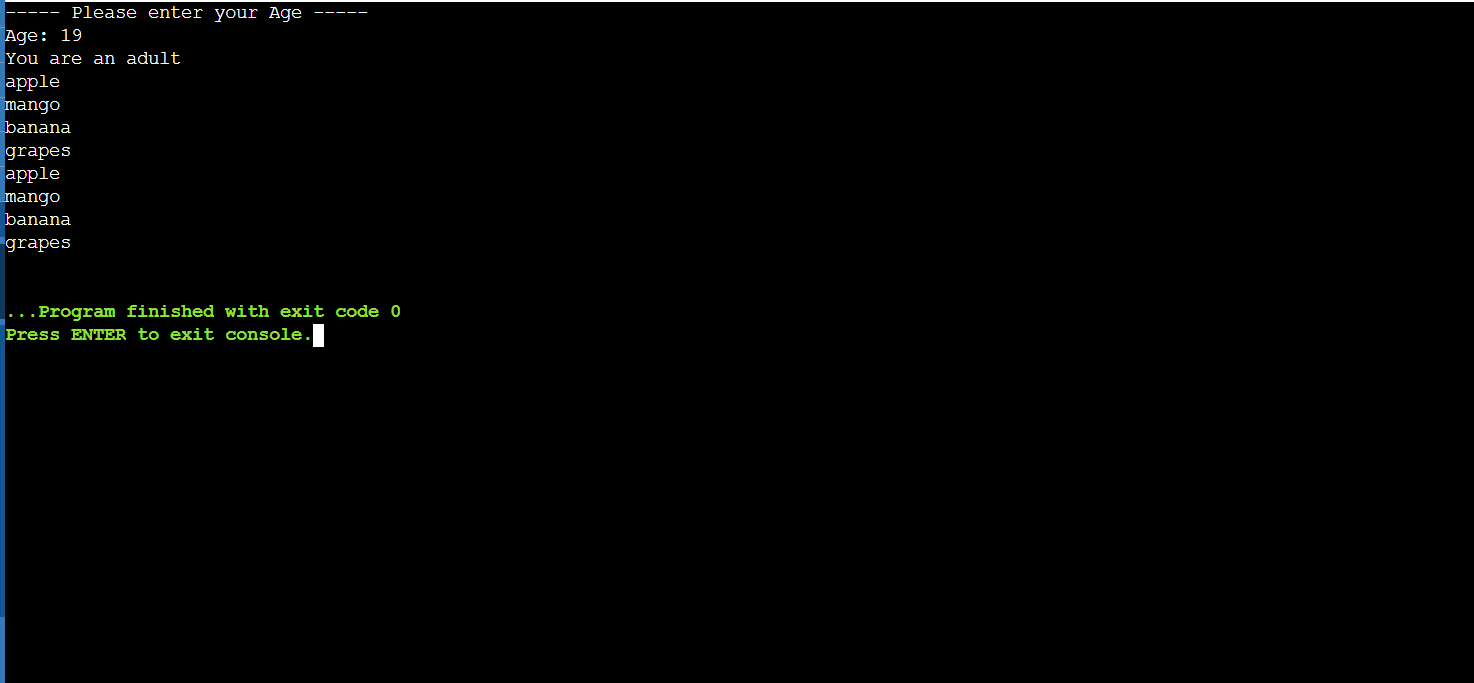 ----- Please enter your Age -----
Age: 19
You are an adult
apple
mango
banana
grapes
apple
mango
banana
grapes
...Program finished with exit code 0
Press ENTER to exit console.